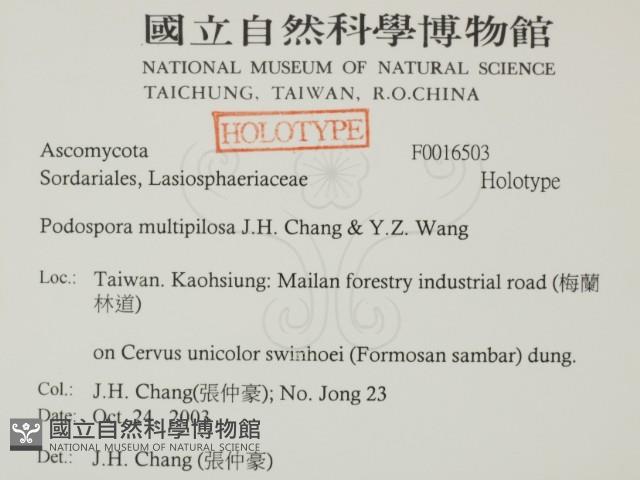 國立自然科學博物館
NATIONAL MUSEUM OF NATURAL SCIENCE
TAICHUNG, TAIWAN, R.O.CHINA
HOLOTYPE
Ascomycota F0016503
Sordariales, Lasiosphaeriaceae Holotype
Podospora multipilosa J.H. Chang & Y.Z. Wang
Loc.: Taiwan. Kaohsiung: Mailan forestry industrial road (梅蘭
林道)
on Cervus unicolor swinhoei (Formosan sambar) dung.
Col.: J.H. Chang(張仲豪); No. Jong 23
Date: Oct. 24, 2003
國立自然科學博物館
NATIONAL MUSEUM OF NATURAL SCIENCE
Det.: J.H. Chang (張仲豪)